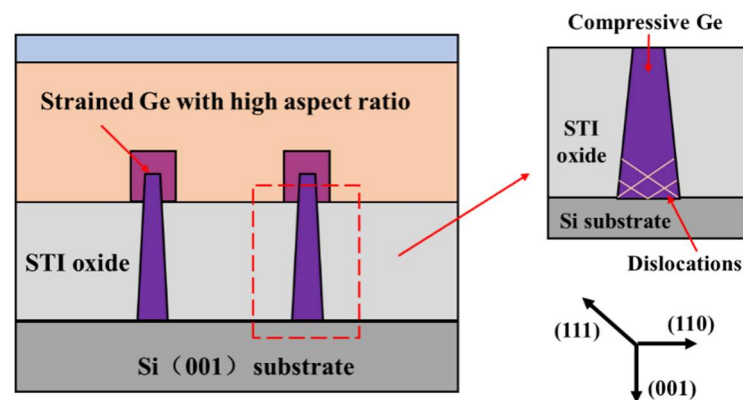 Strained Ge with high aspect ratio
STI oxide
Si（001）substrate
Compressive Ge
STI
oxide
Si substrate
Dislocations
(111)
(110)
(001)